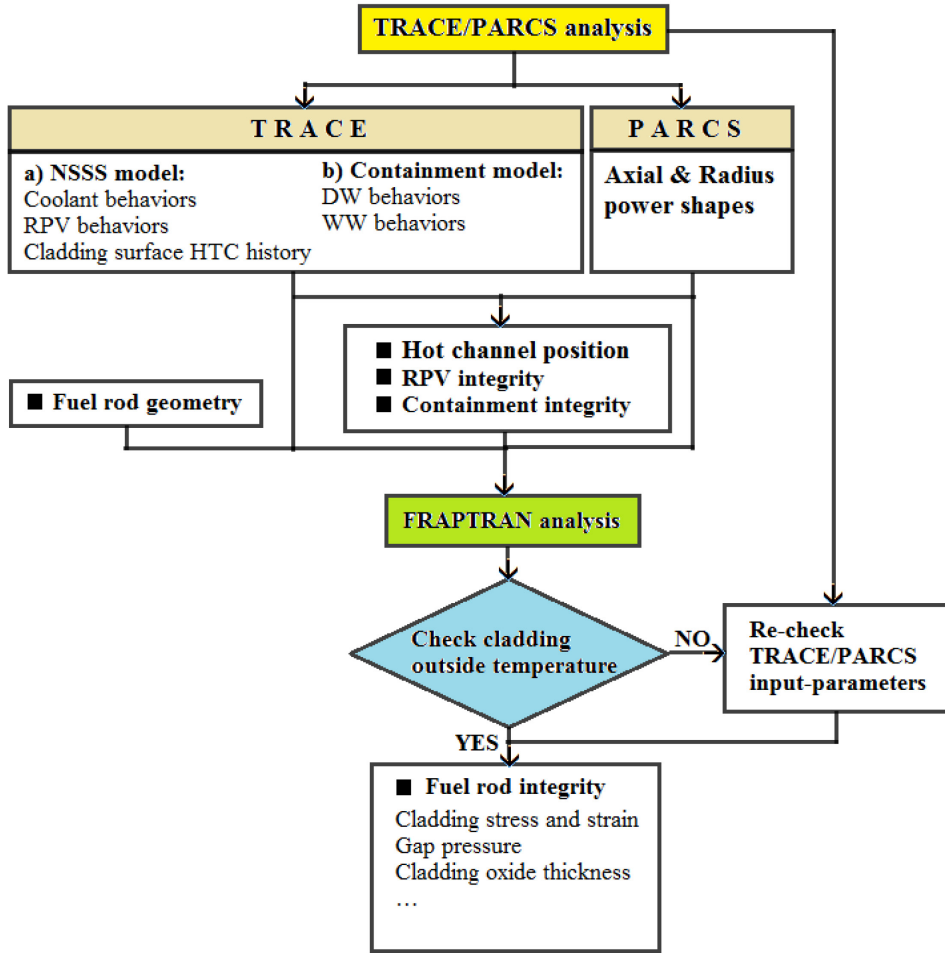 TRACE/PARCS analysis
T R A C E
a) NSSS model:
Coolant behaviors
RPV behaviors
Cladding surface HTC history
b) Containment model:
DW behaviors
WW behaviors
P A R C S
Axial & Radius
power shapes
■ Hot channel position
■ RPV integrity
■ Containment integrity
■ Fuel rod geometry
FRAPTRAN analysis
Check cladding
outside temperature
NO
Re-check
TRACE/PARCS
input-parameters
YES
■ Fuel rod integrity
Cladding stress and strain
Gap pressure
Cladding oxide thickness
…